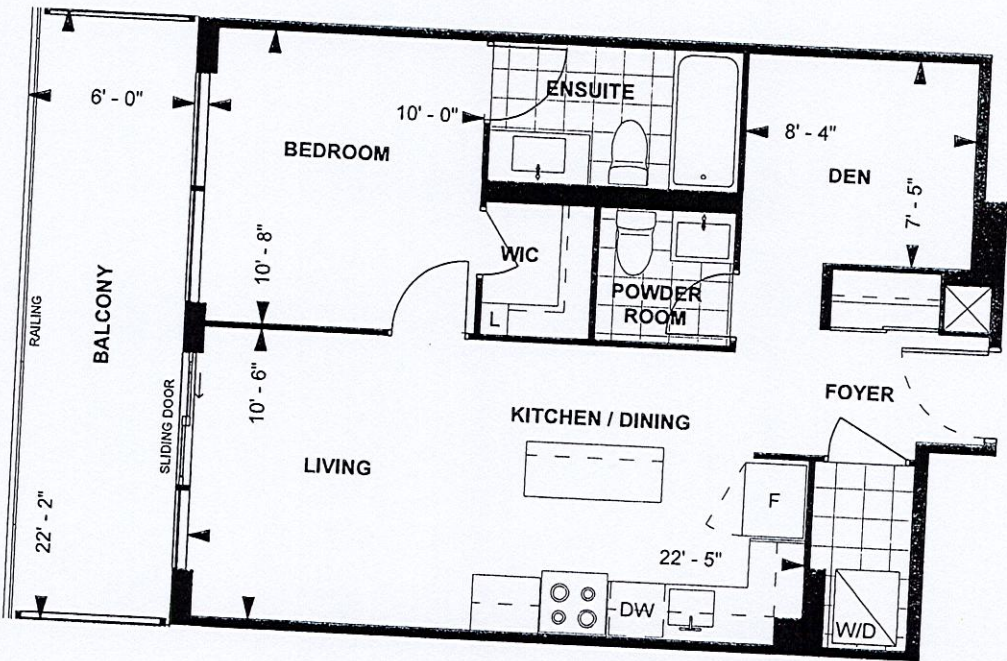 6' - 0"
BALCONY
RAILING
22' - 2"
SLIDING DOOR
BEDROOM
10' - 0"
10' - 8"
ENSUITE
WIC
L
POWDER
ROOM
8' - 4"
DEN
7' - 5"
FOYER
10' - 6"
LIVING
KITCHEN / DINING
F
22' - 5"
DW
W/D